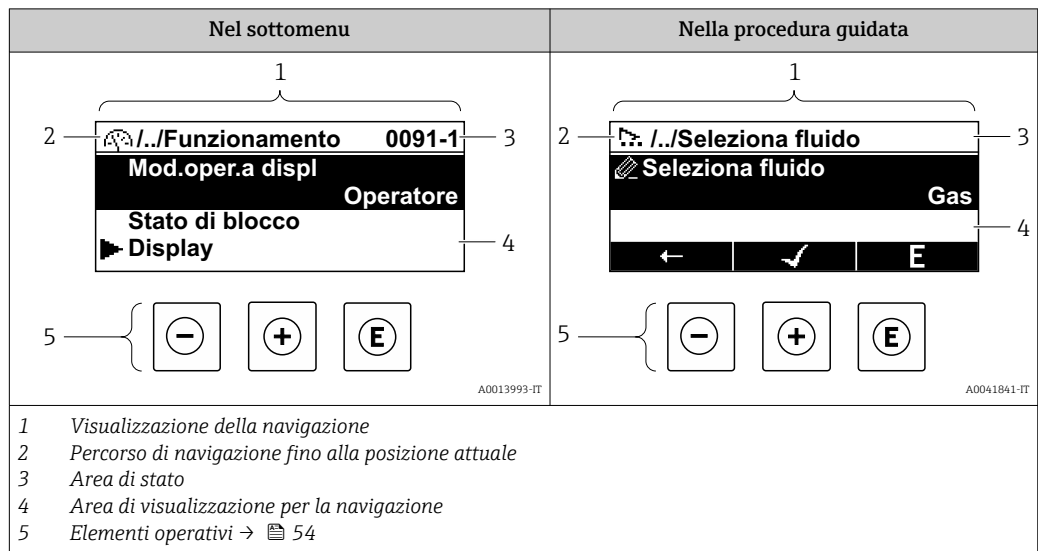 Nel sottomenu
Nella procedura guidata
1
2
/../Funzionamento 0091-1
3
Mod.oper.a displ
Operatore
Stato di blocco
Display
4
5
- + E
A0013993-IT
1
2
/../Seleziona fluido
3
Seleziona fluido
Gas
4
← ✓ E
5
- + E
A0041841-IT
1 Visualizzazione della navigazione
2 Percorso di navigazione fino alla posizione attuale
3 Area di stato
4 Area di visualizzazione per la navigazione
5 Elementi operativi → 54